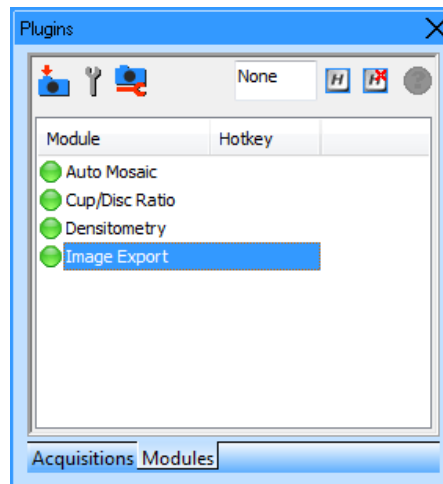 Plugins
None H H
Module Hotkey
Auto Mosaic
Cup/Disc Ratio
Densitometry
Image Export
Acquisitions Modules